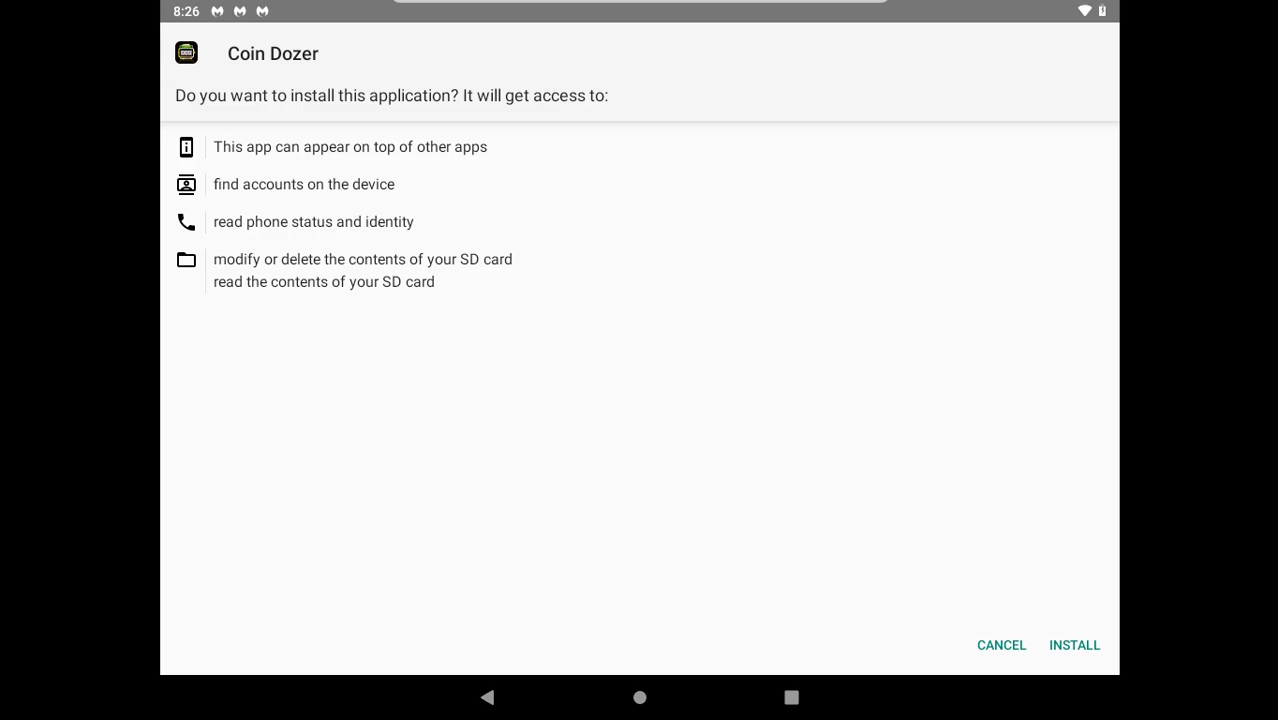 8:26
Coin Dozer
Do you want to install this application? It will get access to:
This app can appear on top of other apps
find accounts on the device
read phone status and identity
modify or delete the contents of your SD card
read the contents of your SD card
CANCEL INSTALL